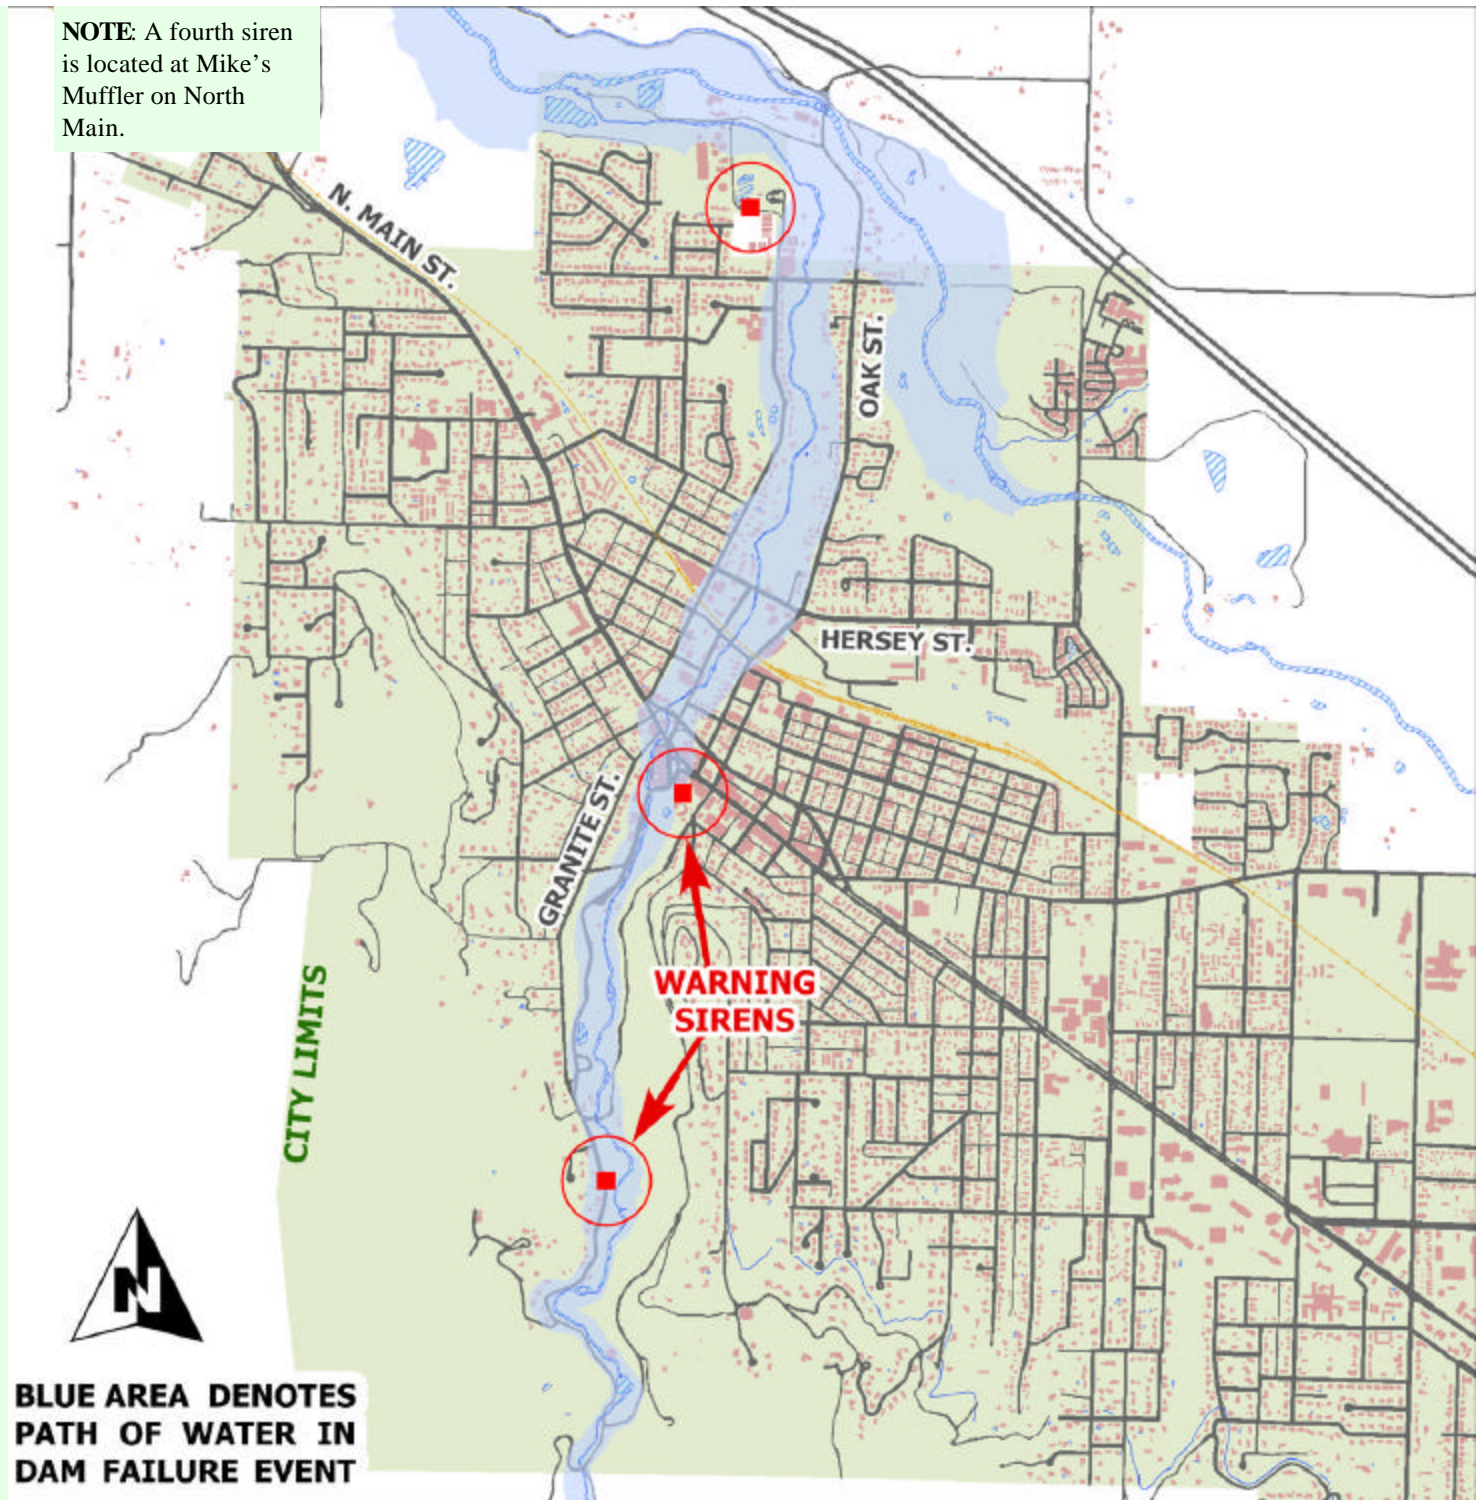 NOTE: A fourth siren
is located at Mike's
Muffler on North
Main.
N. MAIN ST.
OAK ST.
HERSEY ST.
GRANITE ST.
WARNING
SIRENS
CITY LIMITS
N
BLUE AREA DENOTES
PATH OF WATER IN
DAM FAILURE EVENT